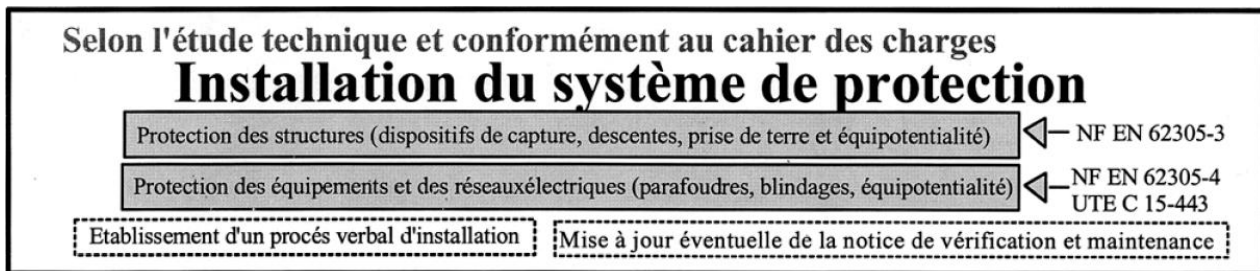 Selon l'étude technique et conformément au cahier des charges
Installation du système de protection
Protection des structures (dispositifs de capture, descentes, prise de terre et équipotentialité)
NF EN 62305-3
Protection des équipements et des réseauxélectriques (parafoudres, blindages, équipotentialité)
NF EN 62305-4
UTE C 15-443
Etablissement d'un procés verbal d'installation
Mise à jour éventuelle de la notice de vérification et maintenance